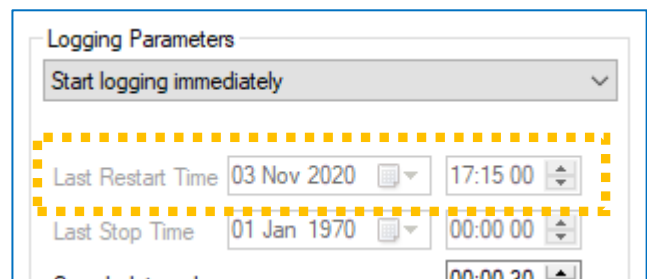 Logging Parameters
Start logging immediately
Last Restart Time 03 Nov 2020 17:15 00
Last Stop Time 01 Jan 1970 00:00 00
00:00 30